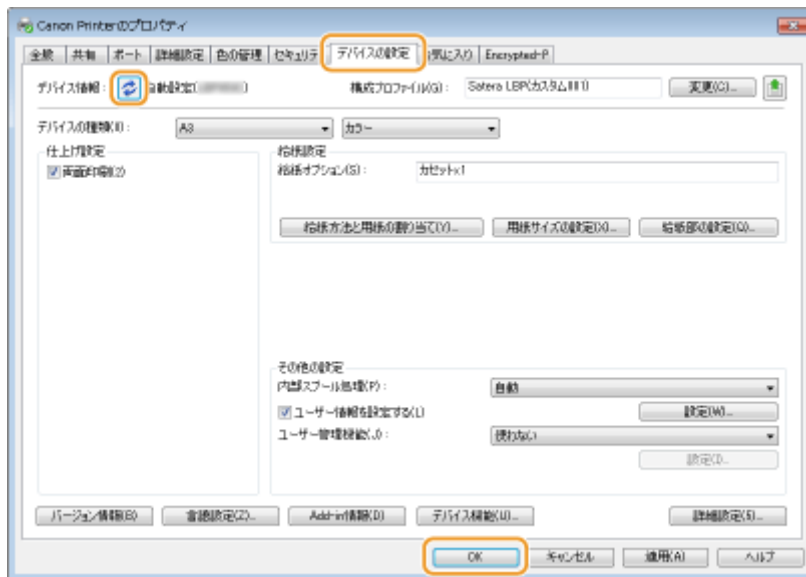 Canon Printerのプロパティ
全般 共有 ポート 詳細設定 色の管理 セキュリテ デバイスの設定 気に入り Encrypted-P
デバイス情報: 自動設定( ) 構成プロファイル(G): Satera LBP(カスタムIII1) 変更(C)...
デバイスの種類(I): A3 カラー
仕上げ設定
両面印刷(2)
給紙設定
給紙オプション(S): カセットx1
給紙方法と用紙の割り当て(Y)... 用紙サイズの設定(X)... 給紙部の設定(Q)...
その他の設定
内部スプール処理(P): 自動
ユーザー情報を設定する(L) 設定(W)...
ユーザー管理機能(J): 使わない
設定(I)...
バージョン情報(B) 言語設定(Z)... Add-in情報(D) デバイス機能(U)... 詳細設定(5)...
OK キャンセル 適用(A) ヘルプ